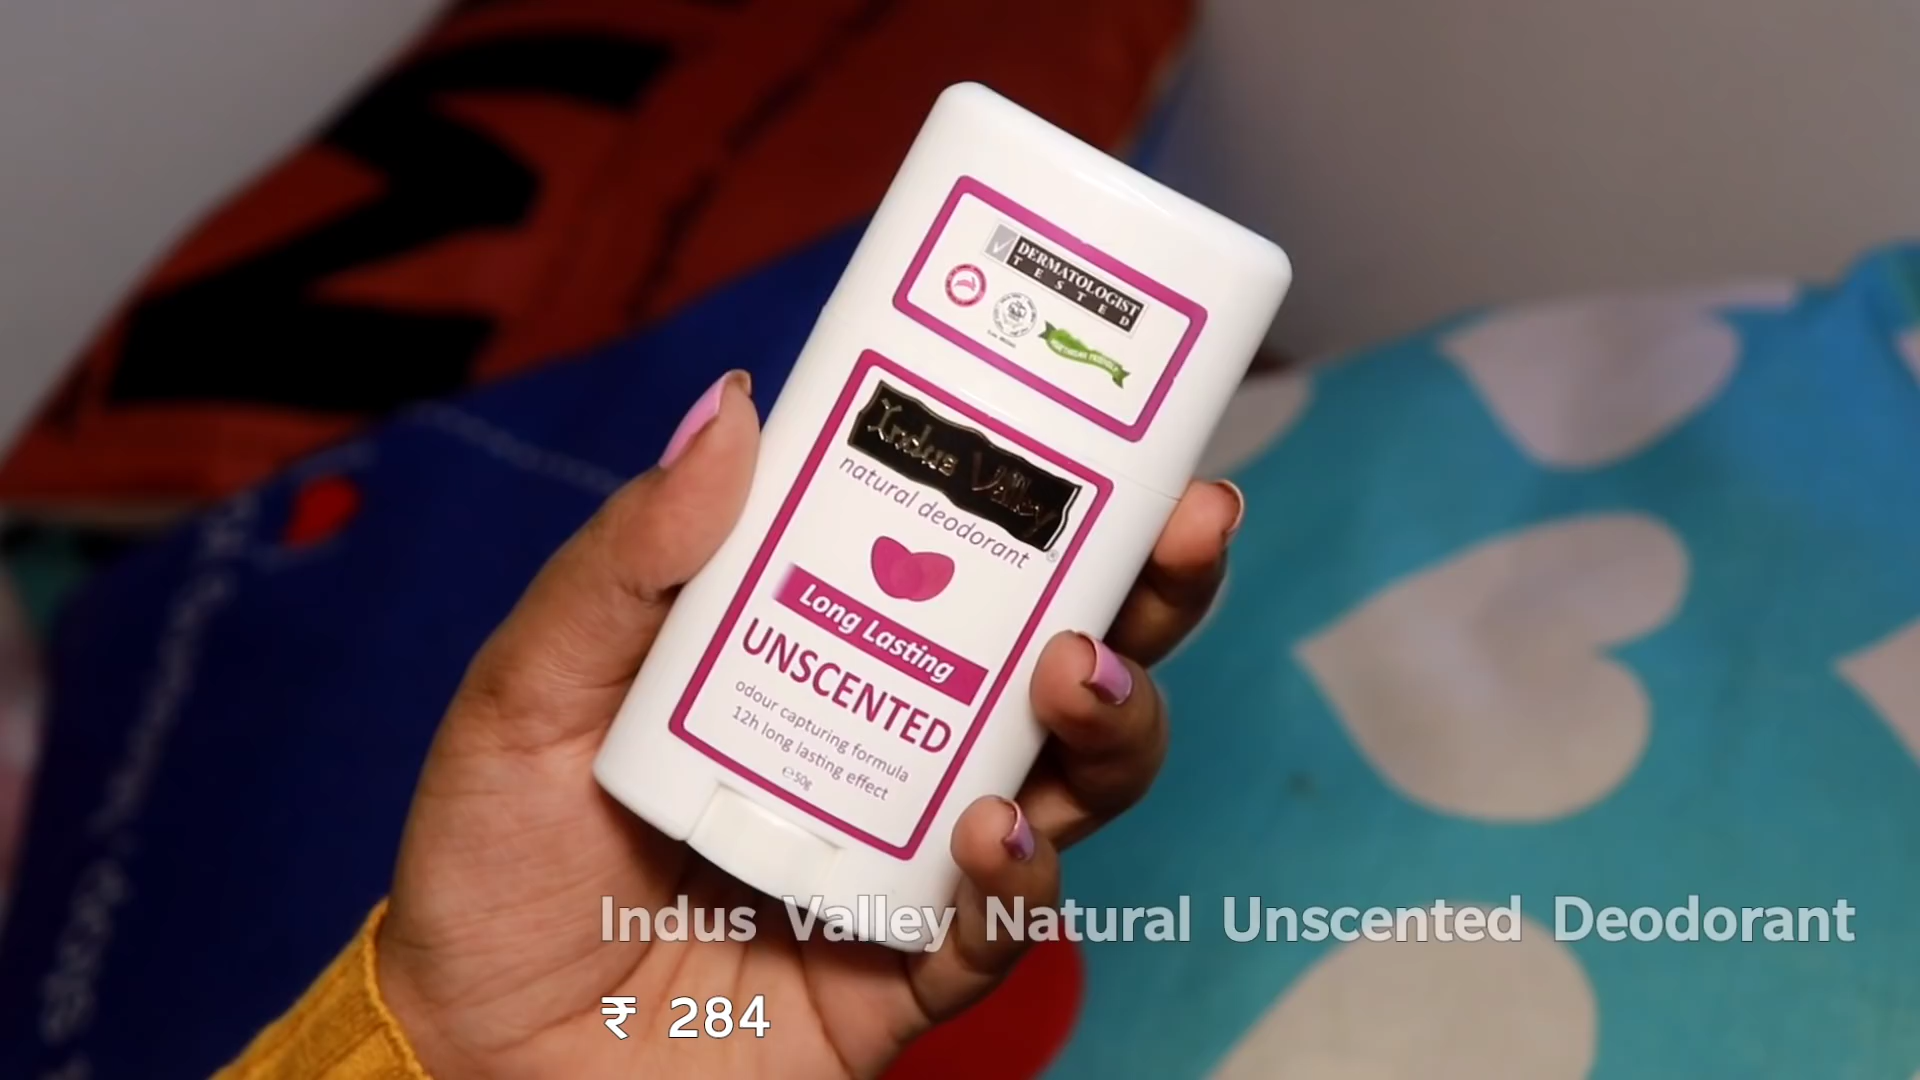 DERMATOLOGIST
TESTED
Indus Valley
natural deodorant
Long Lasting
UNSCENTED
odour capturing formula
12h long lasting effect
℮50g
Indus Valley Natural Unscented Deodorant
₹ 284